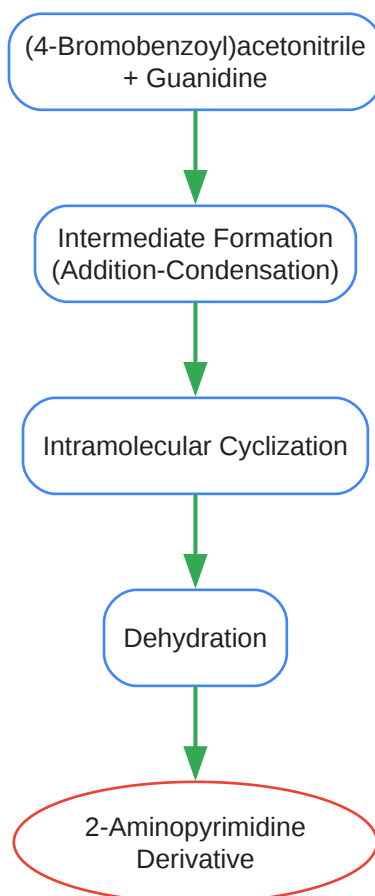 (4-Bromobenzoyl)acetonitrile
+ Guanidine
Intermediate Formation
(Addition-Condensation)
Intramolecular Cyclization
Dehydration
2-Aminopyrimidine
Derivative